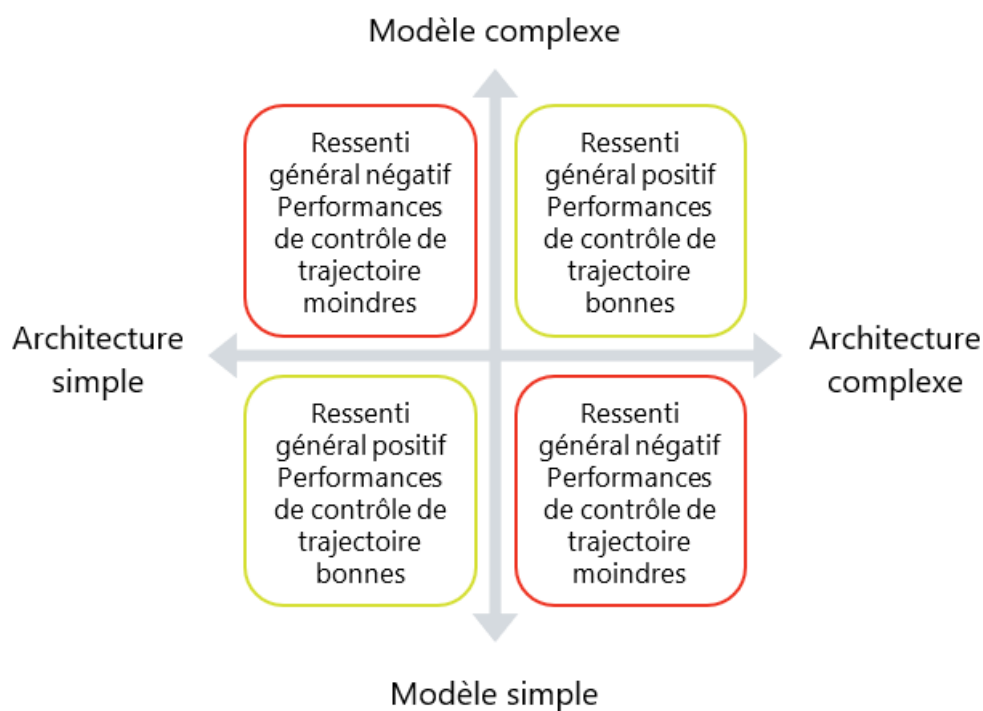 Modèle complexe
Ressenti
général négatif
Performances
de contrôle de
trajectoire
moindres
Ressenti
général positif
Performances
de contrôle de
trajectoire
bonnes
Architecture
simple
Architecture
complexe
Ressenti
général positif
Performances
de contrôle de
trajectoire
bonnes
Ressenti
général négatif
Performances
de contrôle de
trajectoire
moindres
Modèle simple